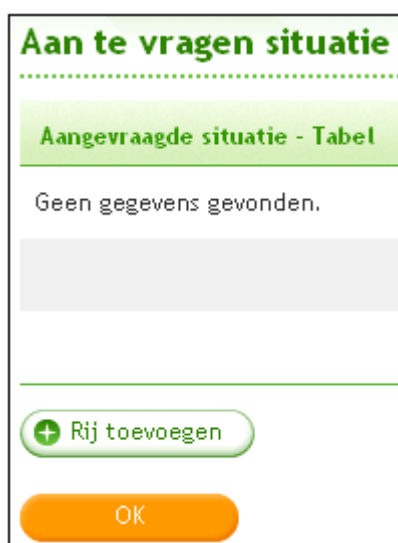 Aan te vragen situatie
Aangevraagde situatie - Tabel
Geen gegevens gevonden.
Rij toevoegen
OK